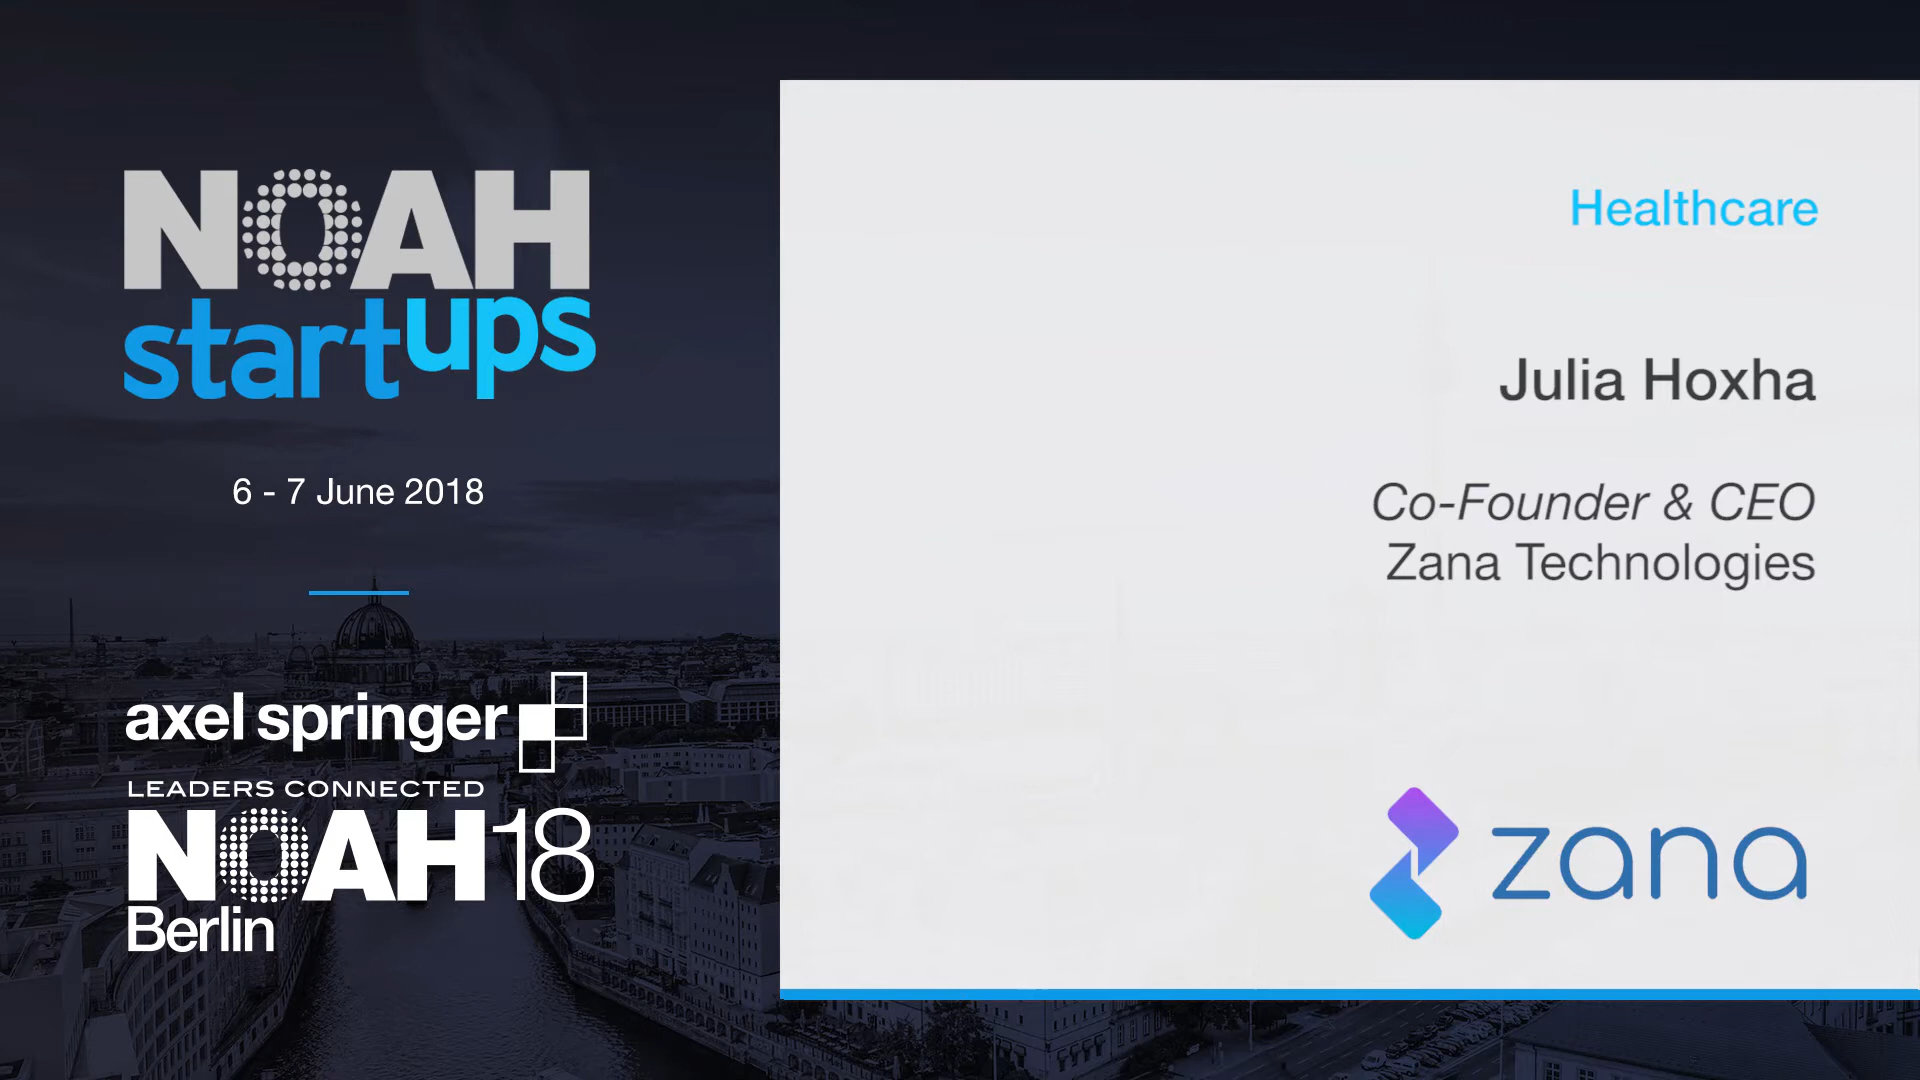 NOAH
startups
6 - 7 June 2018
axel springer
LEADERS CONNECTED
NOAH18
Berlin
Healthcare
Julia Hoxha
Co-Founder & CEO
Zana Technologies
zana